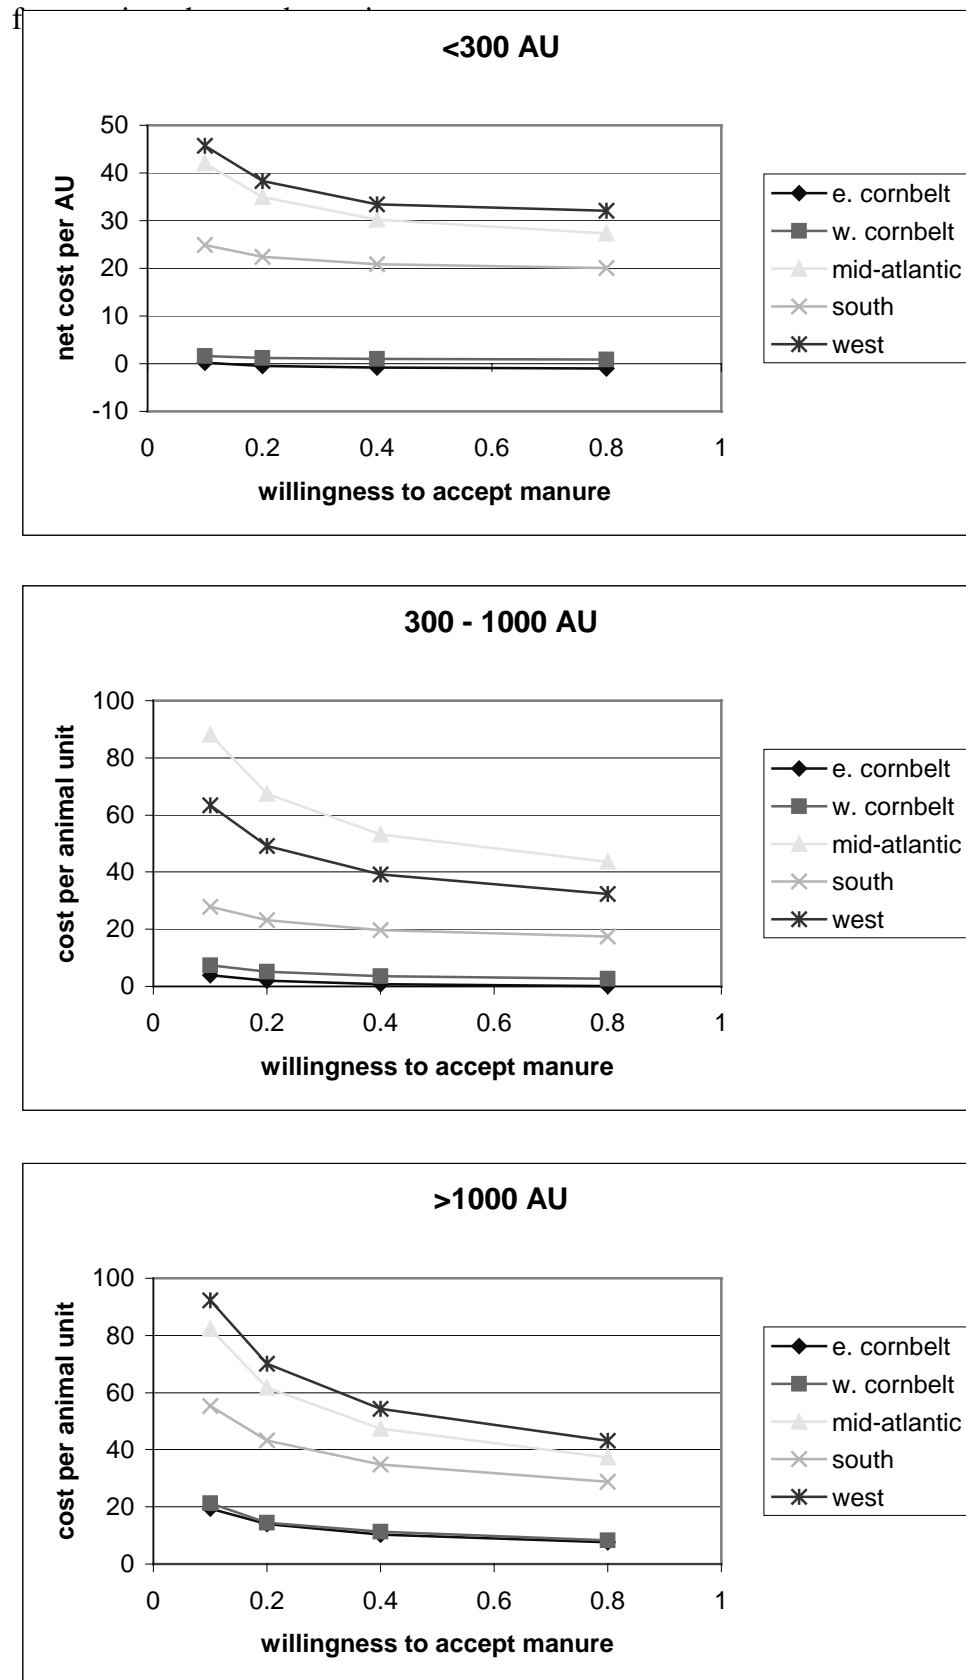 <300 AU
50
40
30
20
10
0
-10
net cost per AU
0 0.2 0.4 0.6 0.8 1
willingness to accept manure
e. cornbelt
w. cornbelt
mid-atlantic
south
west
300 - 1000 AU
100
80
60
40
20
0
cost per animal unit
0 0.2 0.4 0.6 0.8 1
willingness to accept manure
e. cornbelt
w. cornbelt
mid-atlantic
south
west
>1000 AU
100
80
60
40
20
0
cost per animal unit
0 0.2 0.4 0.6 0.8 1
willingness to accept manure
e. cornbelt
w. cornbelt
mid-atlantic
south
west